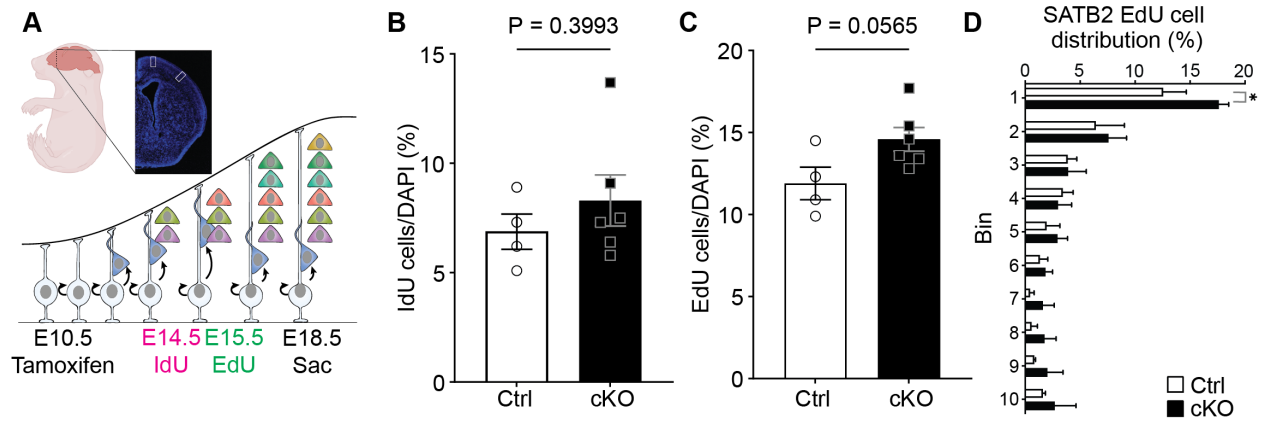 A
E10.5
Tamoxifen
E14.5
IdU
E15.5
EdU
E18.5
Sac
B
P = 0.3993
IdU cells/DAPI (%)
15
10
5
0
Ctrl
cKO
C
P = 0.0565
EdU cells/DAPI (%)
20
15
10
5
0
Ctrl
cKO
D
SATB2 EdU cell
distribution (%)
0 5 10 15 20
Bin
1
*
2
3
4
5
6
7
8
9
10
Ctrl
cKO